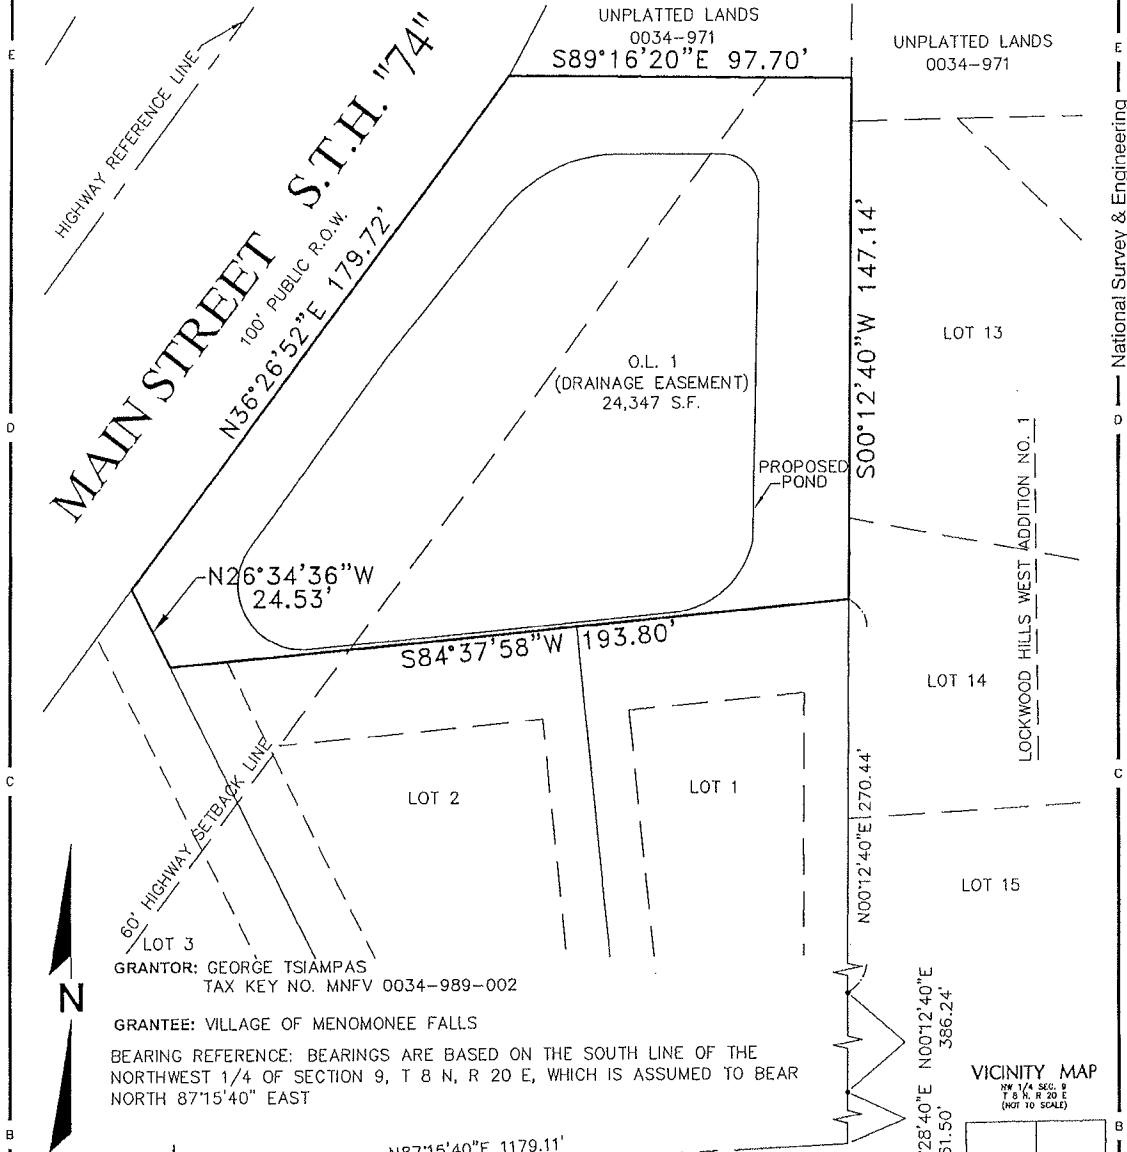 UNPLATTED LANDS
0034-971
S89°16'20"E 97.70'
UNPLATTED LANDS
0034-971
E
E
HIGHWAY REFERENCE LINE
MAIN STREET S.T.H. "74"
100' PUBLIC R.O.W.
N36°26'52"E 179.72'
National Survey & Engineering
S00°12'40"W 147.14'
LOT 13
O.L. 1
(DRAINAGE EASEMENT)
24,347 S.F.
D
D
PROPOSED
POND
LOCKWOOD HILLS WEST ADDITION NO. 1
N26°34'36"W
24.53'
S84°37'58"W 193.80'
LOT 14
C
C
LOT 2
LOT 1
N00°12'40"E 270.44'
LOT 15
60' HIGHWAY SETBACK LINE
LOT 3
GRANTOR: GEORGE TSIAMPAS
TAX KEY NO. MNFV 0034-989-002
N
GRANTEE: VILLAGE OF MENOMONEE FALLS
BEARING REFERENCE: BEARINGS ARE BASED ON THE SOUTH LINE OF THE
NORTHWEST 1/4 OF SECTION 9, T 8 N, R 20 E, WHICH IS ASSUMED TO BEAR
NORTH 87°15'40" EAST
N00°12'40"E
386.24'
28'40"E
61.50'
VICINITY MAP
NW 1/4 SEC. 9
T 8 N, R 20 E
(NOT TO SCALE)
B
B
N87°15'40"E 1179.11'